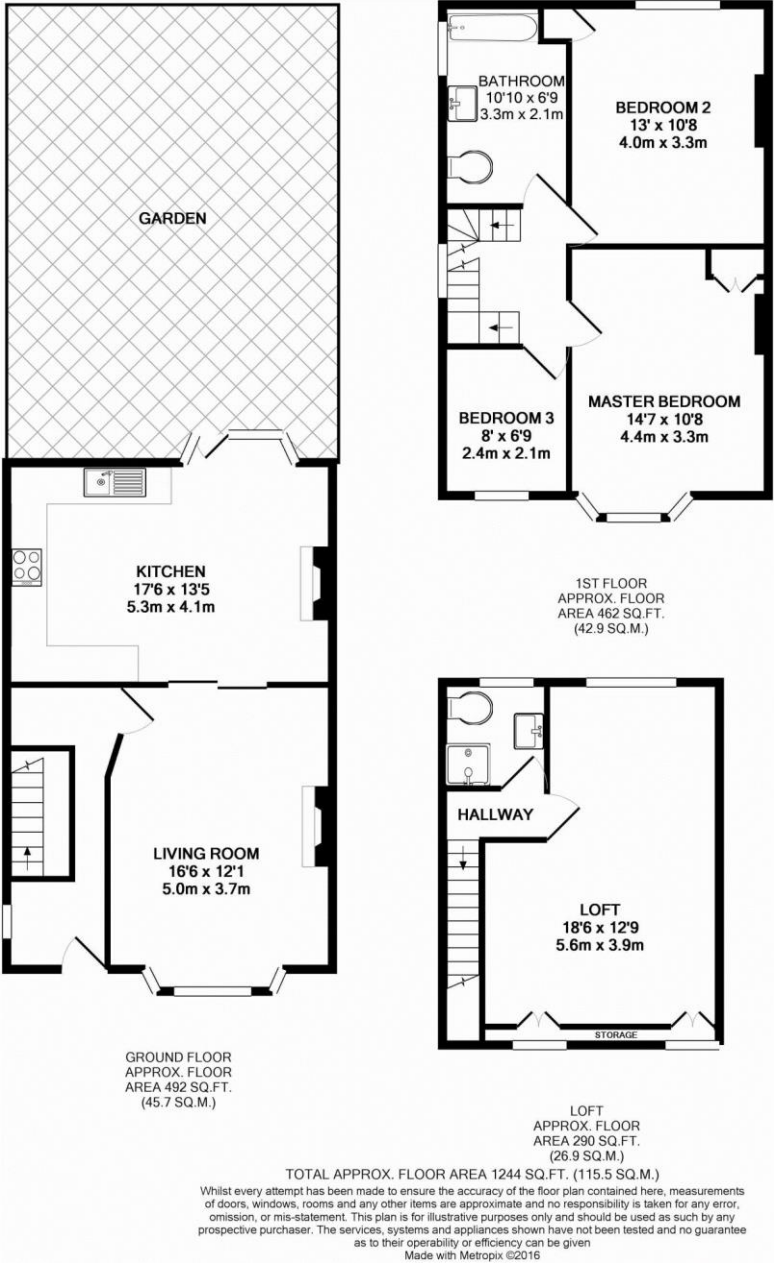 GARDEN
KITCHEN
17'6 x 13'5
5.3m x 4.1m
LIVING ROOM
16'6 x 12'1
5.0m x 3.7m
GROUND FLOOR
APPROX. FLOOR
AREA 492 SQ.FT.
(45.7 SQ.M.)
BATHROOM
10'10 x 6'9
3.3m x 2.1m
BEDROOM 2
13' x 10'8
4.0m x 3.3m
BEDROOM 3
8' x 6'9
2.4m x 2.1m
MASTER BEDROOM
14'7 x 10'8
4.4m x 3.3m
1ST FLOOR
APPROX. FLOOR
AREA 462 SQ.FT.
(42.9 SQ.M.)
HALLWAY
LOFT
18'6 x 12'9
5.6m x 3.9m
STORAGE
LOFT
APPROX. FLOOR
AREA 290 SQ.FT.
(26.9 SQ.M.)
TOTAL APPROX. FLOOR AREA 1244 SQ.FT. (115.5 SQ.M.)
Whilst every attempt has been made to ensure the accuracy of the floor plan contained here, measurements
of doors, windows, rooms and any other items are approximate and no responsibility is taken for any error,
omission, or mis-statement. This plan is for illustrative purposes only and should be used as such by any
prospective purchaser. The services, systems and appliances shown have not been tested and no guarantee
as to their operability or efficiency can be given
Made with Metropix ©2016